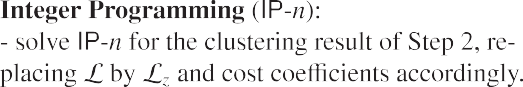 Integer Programming (IP-n):
- solve IP-n for the clustering result of Step 2, re-
placing ℒ by ℒz and cost coefficients accordingly.